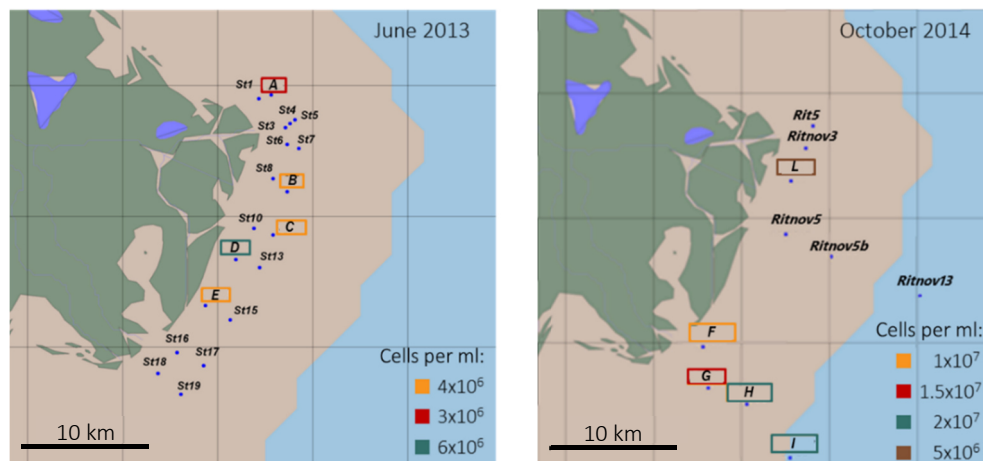 June 2013
St1
A
St4
St5
St3
St6
St7
St8
B
St10
C
D
St13
E
St15
St16
St17
St18
St19
Cells per ml:
4x10⁶
3x10⁶
6x10⁶
10 km
October 2014
Rit5
Ritnov3
L
Ritnov5
Ritnov5b
Ritnov13
F
G
H
I
Cells per ml:
1x10⁷
1.5x10⁷
2x10⁷
5x10⁶
10 km